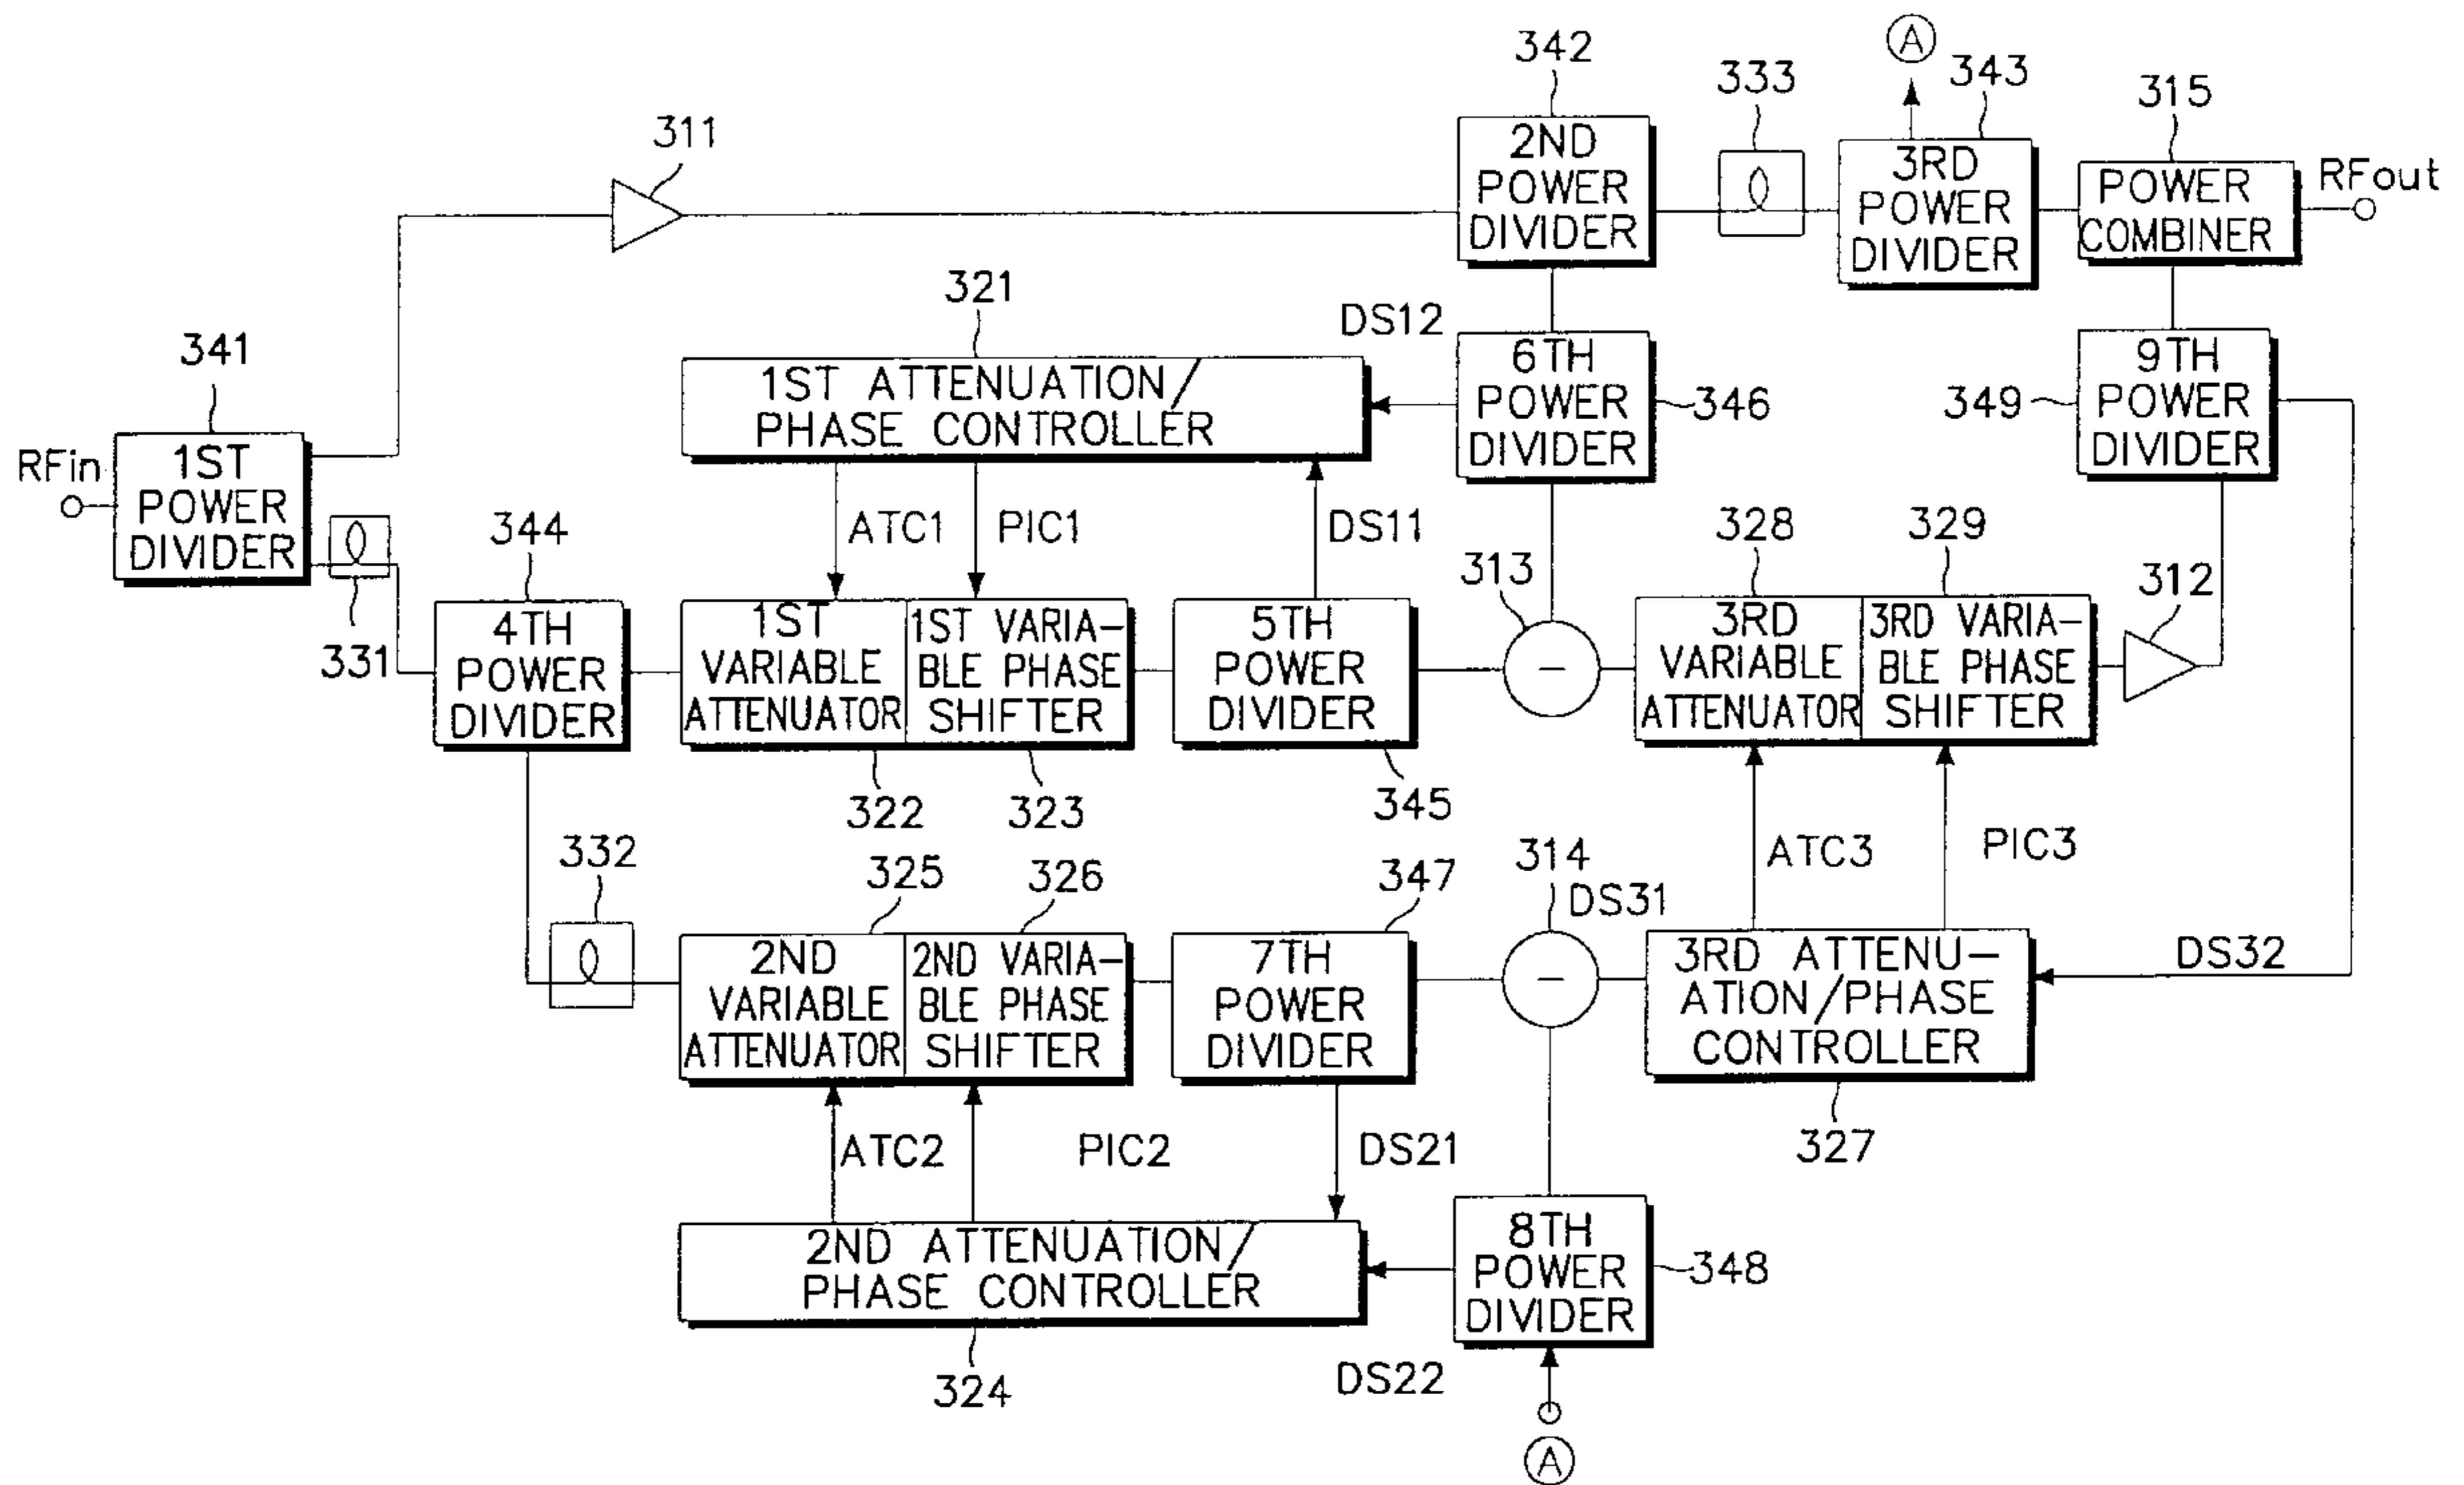 342
333
A
343
315
311
2ND
POWER
DIVIDER
3RD
POWER
DIVIDER
POWER
COMBINER
RFout
321
DS12
341
1ST ATTENUATION/
PHASE CONTROLLER
6TH
POWER
DIVIDER
346
349
9TH
POWER
DIVIDER
RFin
1ST
POWER
DIVIDER
344
ATC1
PIC1
DS11
313
328
329
312
331
4TH
POWER
DIVIDER
1ST
VARIABLE
ATTENUATOR
1ST VARIA-
BLE PHASE
SHIFTER
5TH
POWER
DIVIDER
−
3RD
VARIABLE
ATTENUATOR
3RD VARIA-
BLE PHASE
SHIFTER
322
323
345
332
325
326
347
314
DS31
ATC3
PIC3
2ND
VARIABLE
ATTENUATOR
2ND VARIA-
BLE PHASE
SHIFTER
7TH
POWER
DIVIDER
−
3RD ATTENU-
ATION/PHASE
CONTROLLER
DS32
ATC2
PIC2
DS21
327
2ND ATTENUATION/
PHASE CONTROLLER
8TH
POWER
DIVIDER
348
324
DS22
A